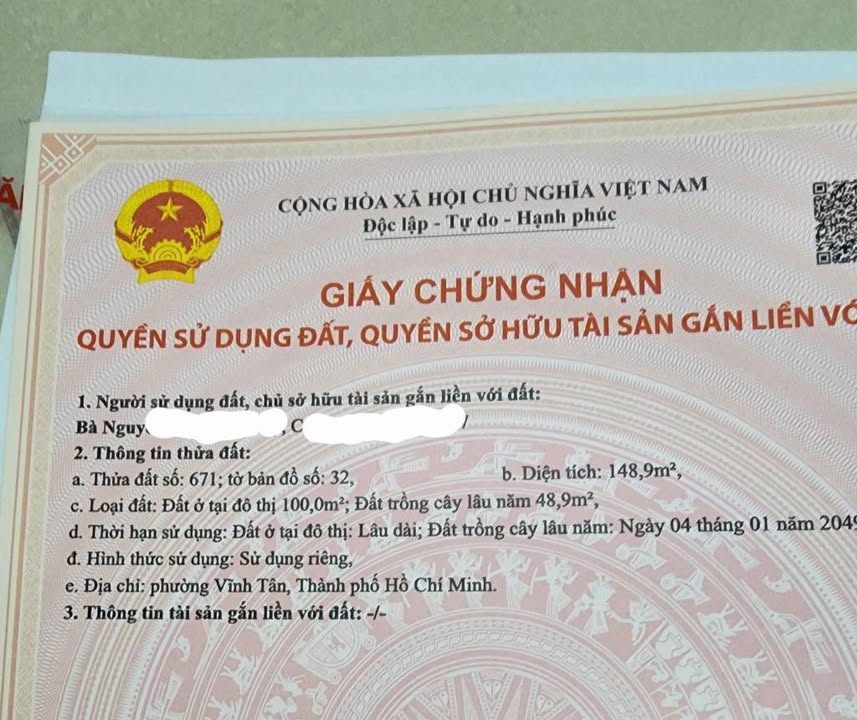 CỘNG HÒA XÃ HỘI CHỦ NGHĨA VIỆT NAM
Độc lập - Tự do - Hạnh phúc
GIẤY CHỨNG NHẬN
QUYỀN SỬ DỤNG ĐẤT, QUYỀN SỞ HỮU TÀI SẢN GẮN LIỀN
1. Người sử dụng đất, chủ sở hữu tài sản gắn liền với đất:
Bà Nguy , C
2. Thông tin thửa đất:
a. Thửa đất số: 671; tờ bản đồ số: 32, b. Diện tích: 148,9m²,
c. Loại đất: Đất ở tại đô thị 100,0m²; Đất trồng cây lâu năm 48,9m²,
d. Thời hạn sử dụng: Đất ở tại đô thị: Lâu dài; Đất trồng cây lâu năm: Ngày 04 tháng 01 năm 2049
đ. Hình thức sử dụng: Sử dụng riêng,
e. Địa chỉ: phường Vĩnh Tân, Thành phố Hồ Chí Minh.
3. Thông tin tài sản gắn liền với đất: -/-